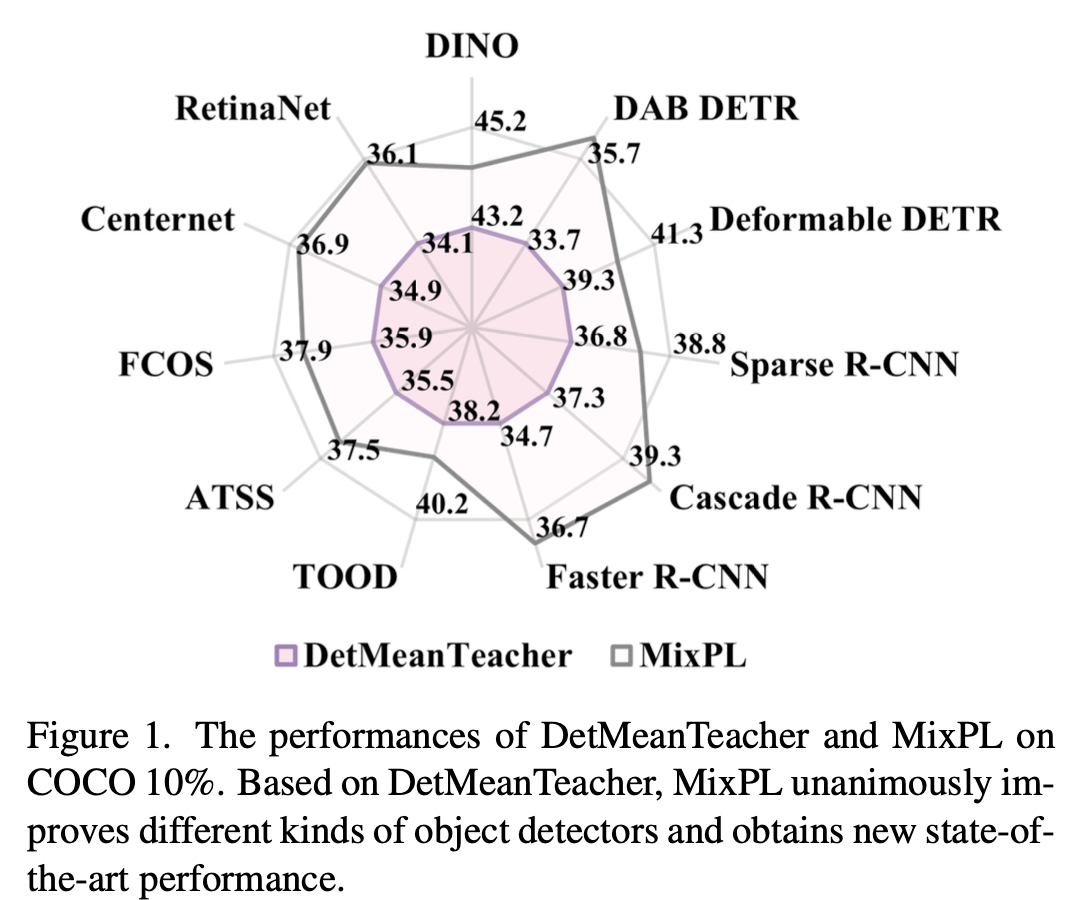 DINO
RetinaNet
DAB DETR
45.2
36.1
35.7
Centernet
43.2
Deformable DETR
41.3
36.9
34.1
33.7
34.9
39.3
FCOS
37.9
35.9
36.8
38.8
Sparse R-CNN
35.5
37.3
38.2
34.7
ATSS
37.5
39.3
Cascade R-CNN
40.2
36.7
TOOD
Faster R-CNN
DetMeanTeacher
MixPL
Figure 1. The performances of DetMeanTeacher and MixPL on
COCO 10%. Based on DetMeanTeacher, MixPL unanimously im-
proves different kinds of object detectors and obtains new state-of-
the-art performance.